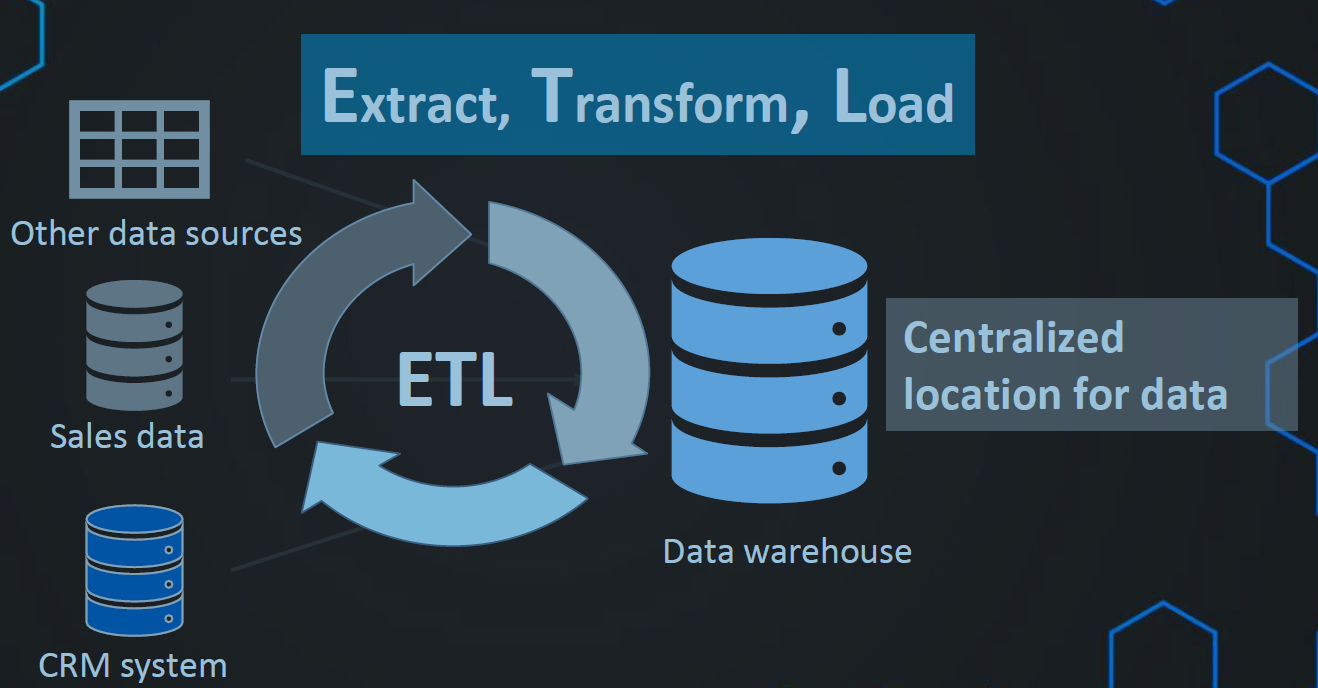 Extract, Transform, Load
Other data sources
Sales data
CRM system
ETL
Data warehouse
Centralized
location for data